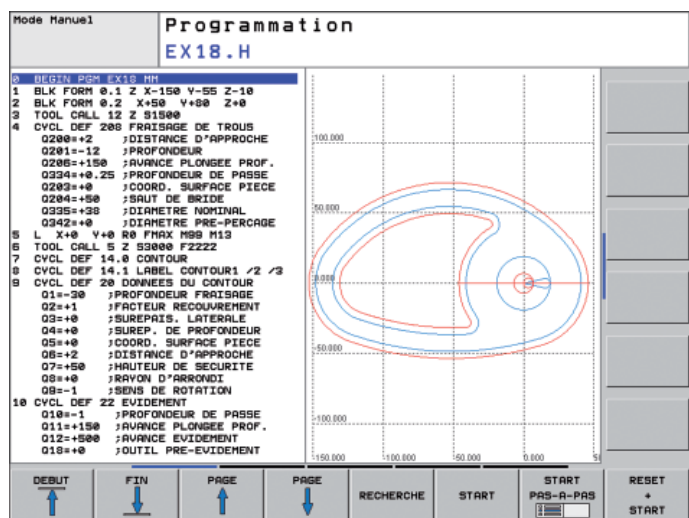 Mode Manuel
Programmation
EX18.H
0 BEGIN PGM EX18 MM
1 BLK FORM 0.1 Z X-150 Y-55 Z-10
2 BLK FORM 0.2 X+50 Y+80 Z+0
3 TOOL CALL 12 Z S1500
4 CYCL DEF 208 FRAISAGE DE TROUS
Q200=+2 ;DISTANCE D'APPROCHE
Q201=-12 ;PROFONDEUR
Q206=+150 ;AVANCE PLONGEE PROF.
Q334=+0.25 ;PROFONDEUR DE PASSE
Q203=+0 ;COORD. SURFACE PIECE
Q204=+50 ;SAUT DE BRIDE
Q335=+38 ;DIAMETRE NOMINAL
Q342=+0 ;DIAMETRE PRE-PERCAGE
5 L X+0 Y+0 R0 FMAX M99 M13
6 TOOL CALL 5 Z S3000 F2222
7 CYCL DEF 14.0 CONTOUR
8 CYCL DEF 14.1 LABEL CONTOUR1 /2 /3
9 CYCL DEF 20 DONNEES DU CONTOUR
Q1=-30 ;PROFONDEUR FRAISAGE
Q2=+1 ;FACTEUR RECOUVREMENT
Q3=+0 ;SUREPAIS. LATERALE
Q4=+0 ;SUREP. DE PROFONDEUR
Q5=+0 ;COORD. SURFACE PIECE
Q6=+2 ;DISTANCE D'APPROCHE
Q7=+50 ;HAUTEUR DE SECURITE
Q8=+0 ;RAYON D'ARRONDI
Q9=-1 ;SENS DE ROTATION
10 CYCL DEF 22 EVIDEMENT
Q10=-1 ;PROFONDEUR DE PASSE
Q11=+150 ;AVANCE PLONGEE PROF.
Q12=+500 ;AVANCE EVIDEMENT
Q18=+0 ;OUTIL PRE-EVIDEMENT
100.000
50.000
0.000
-50.000
-100.000
-150.000
-100.000
-50.000
0.000
DEBUT
FIN
PAGE
PAGE
RECHERCHE
START
START
PAS-A-PAS
RESET
+
START